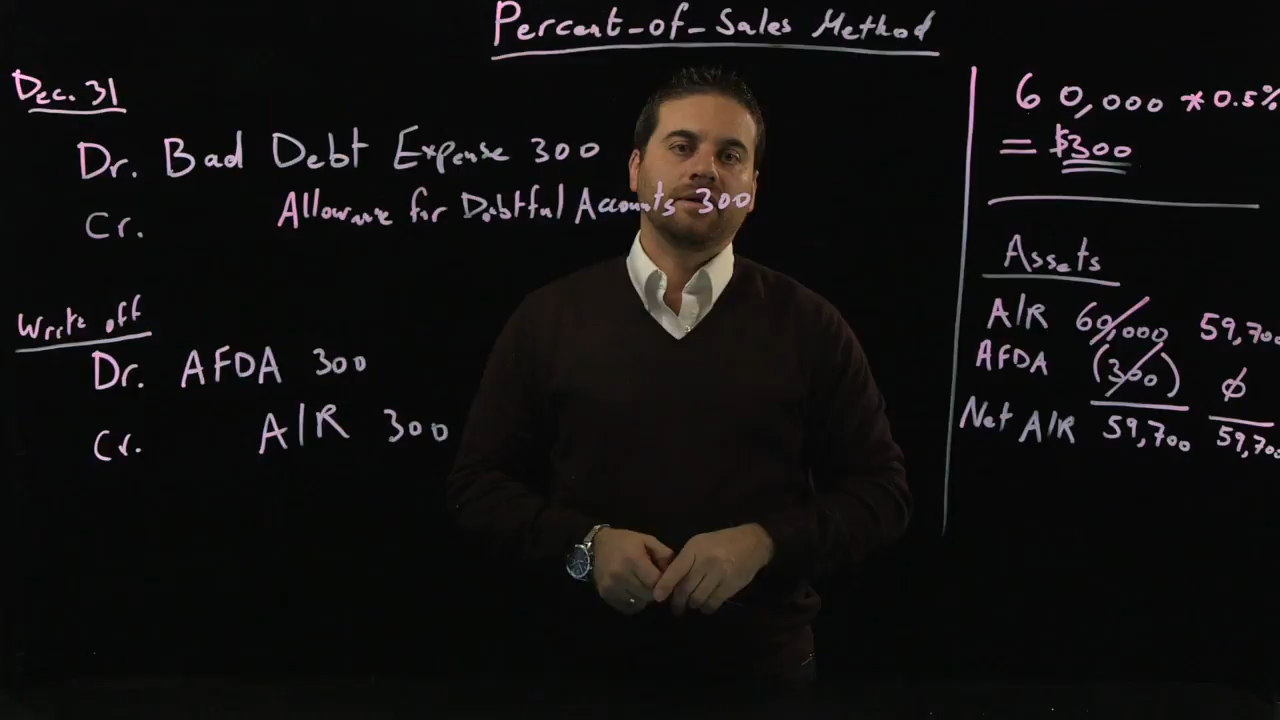 Percent-of-Sales Method
Dec. 31
Dr. Bad Debt Expense 300
Cr. Allowance for Doubtful Accounts 300
Write off
Dr. AFDA 300
Cr. A/R 300
60,000 * 0.5%
= $300
Assets
A/R 60,000 59,700
AFDA (300) ø
Net A/R 59,700 59,700